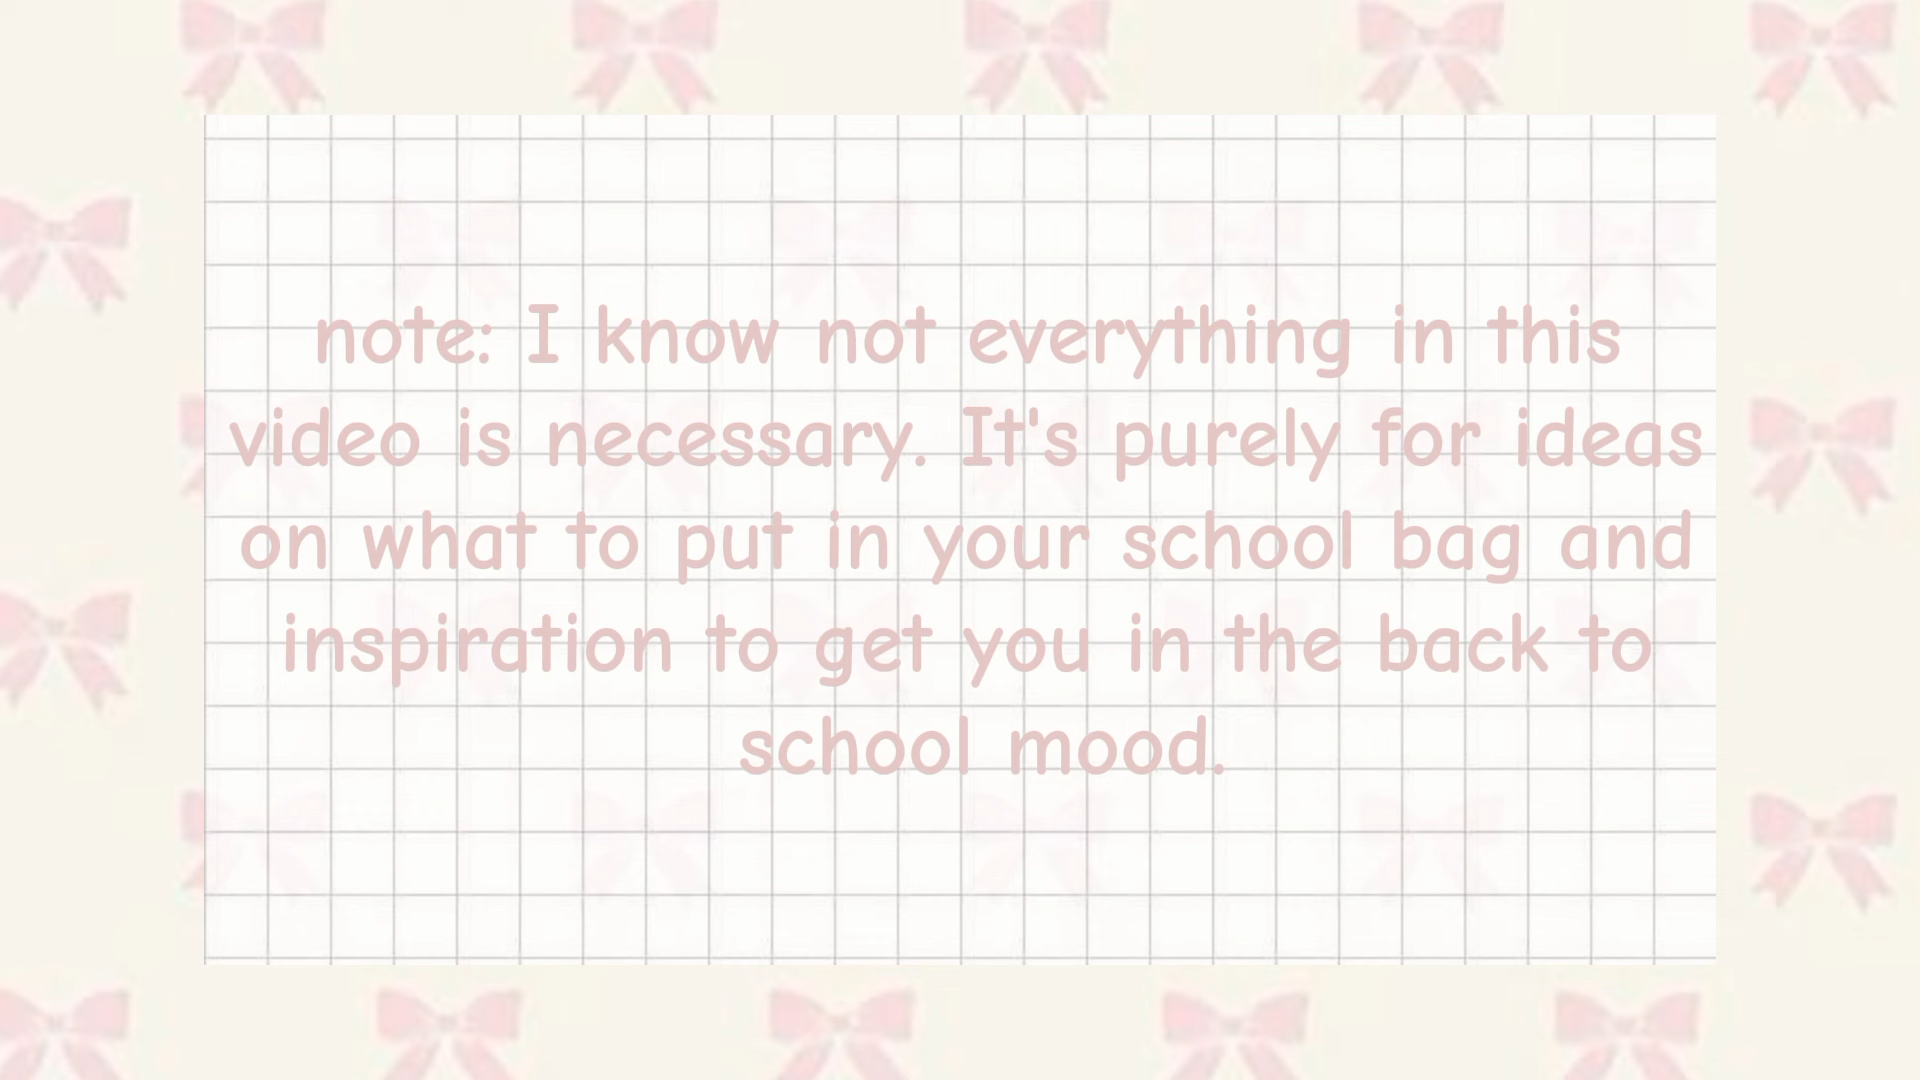 note: I know not everything in this
video is necessary. It's purely for ideas
on what to put in your school bag and
inspiration to get you in the back to
school mood.